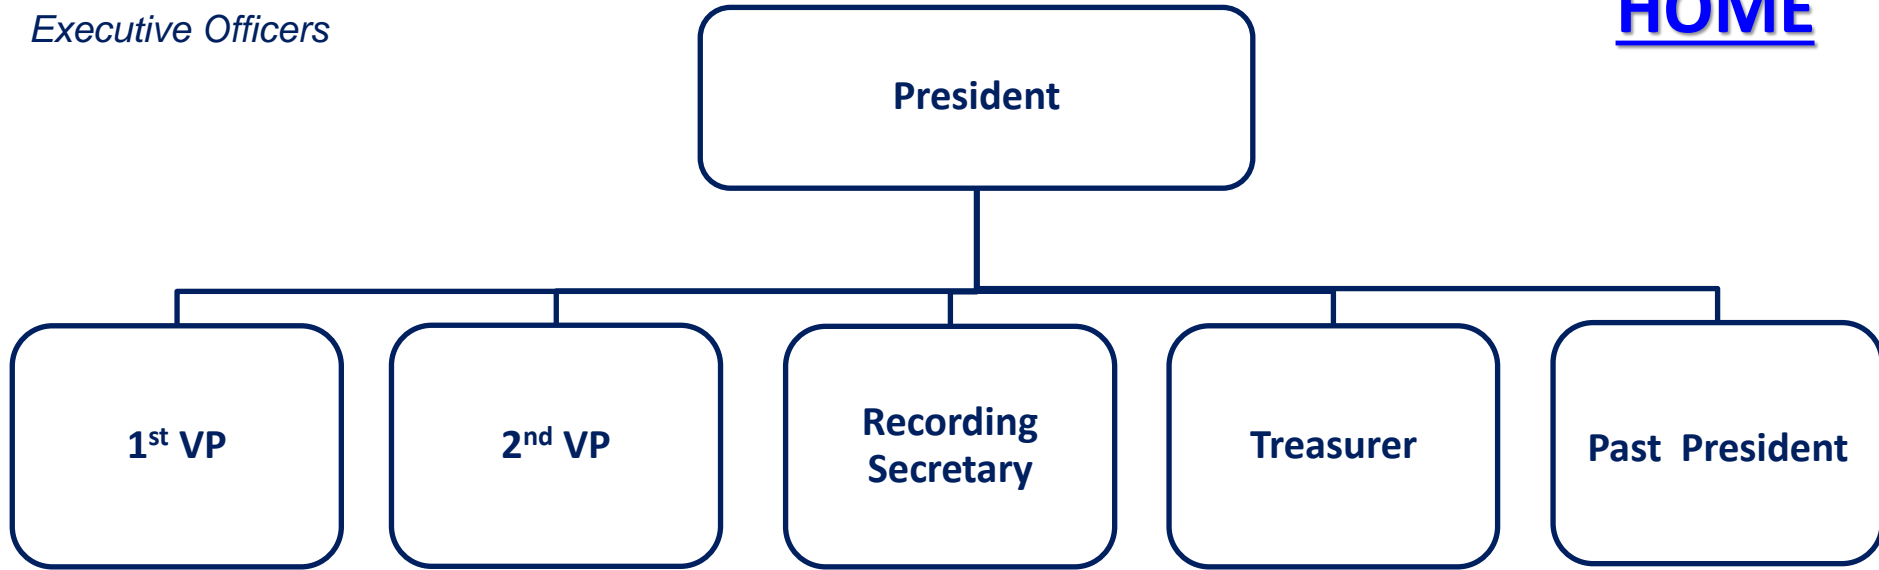 Executive Officers
HOME
President
1st VP
2nd VP
Recording
Secretary
Treasurer
Past President